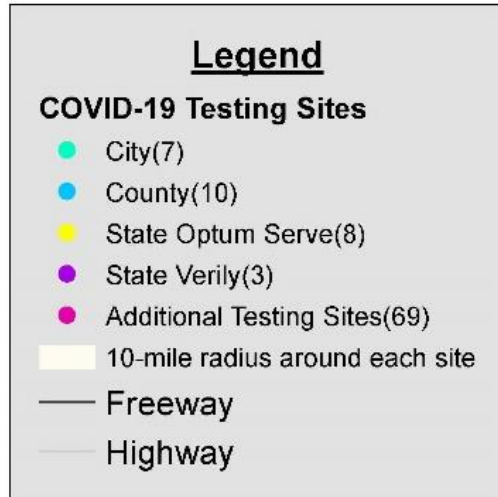 Legend
COVID-19 Testing Sites
City(7)
County(10)
State Optum Serve(8)
State Verily(3)
Additional Testing Sites(69)
10-mile radius around each site
Freeway
Highway